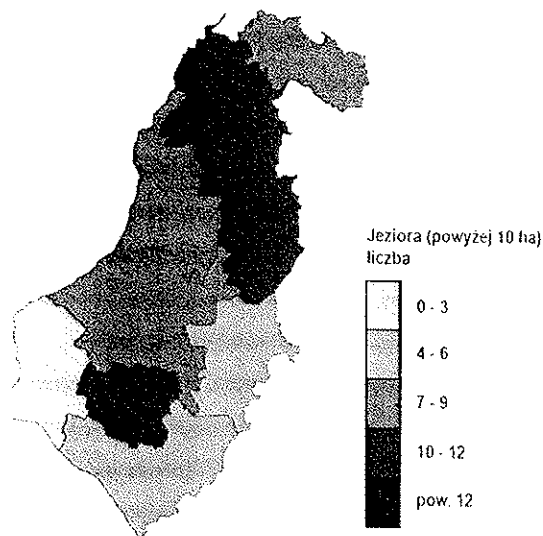 Jeziora (powyżej 10 ha)
liczba
0 - 3
4 - 6
7 - 9
10 - 12
pow. 12